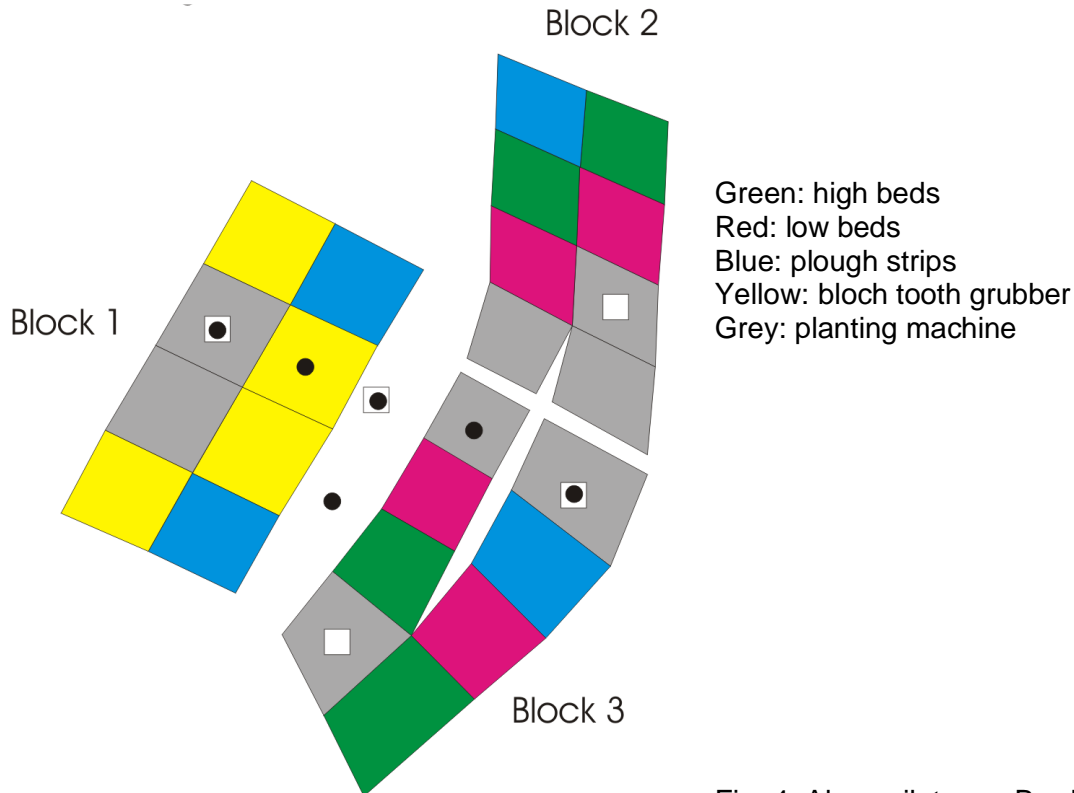 Block 2
Green: high beds
Red: low beds
Blue: plough strips
Yellow: bloch tooth grubber
Grey: planting machine
Block 1
Block 3